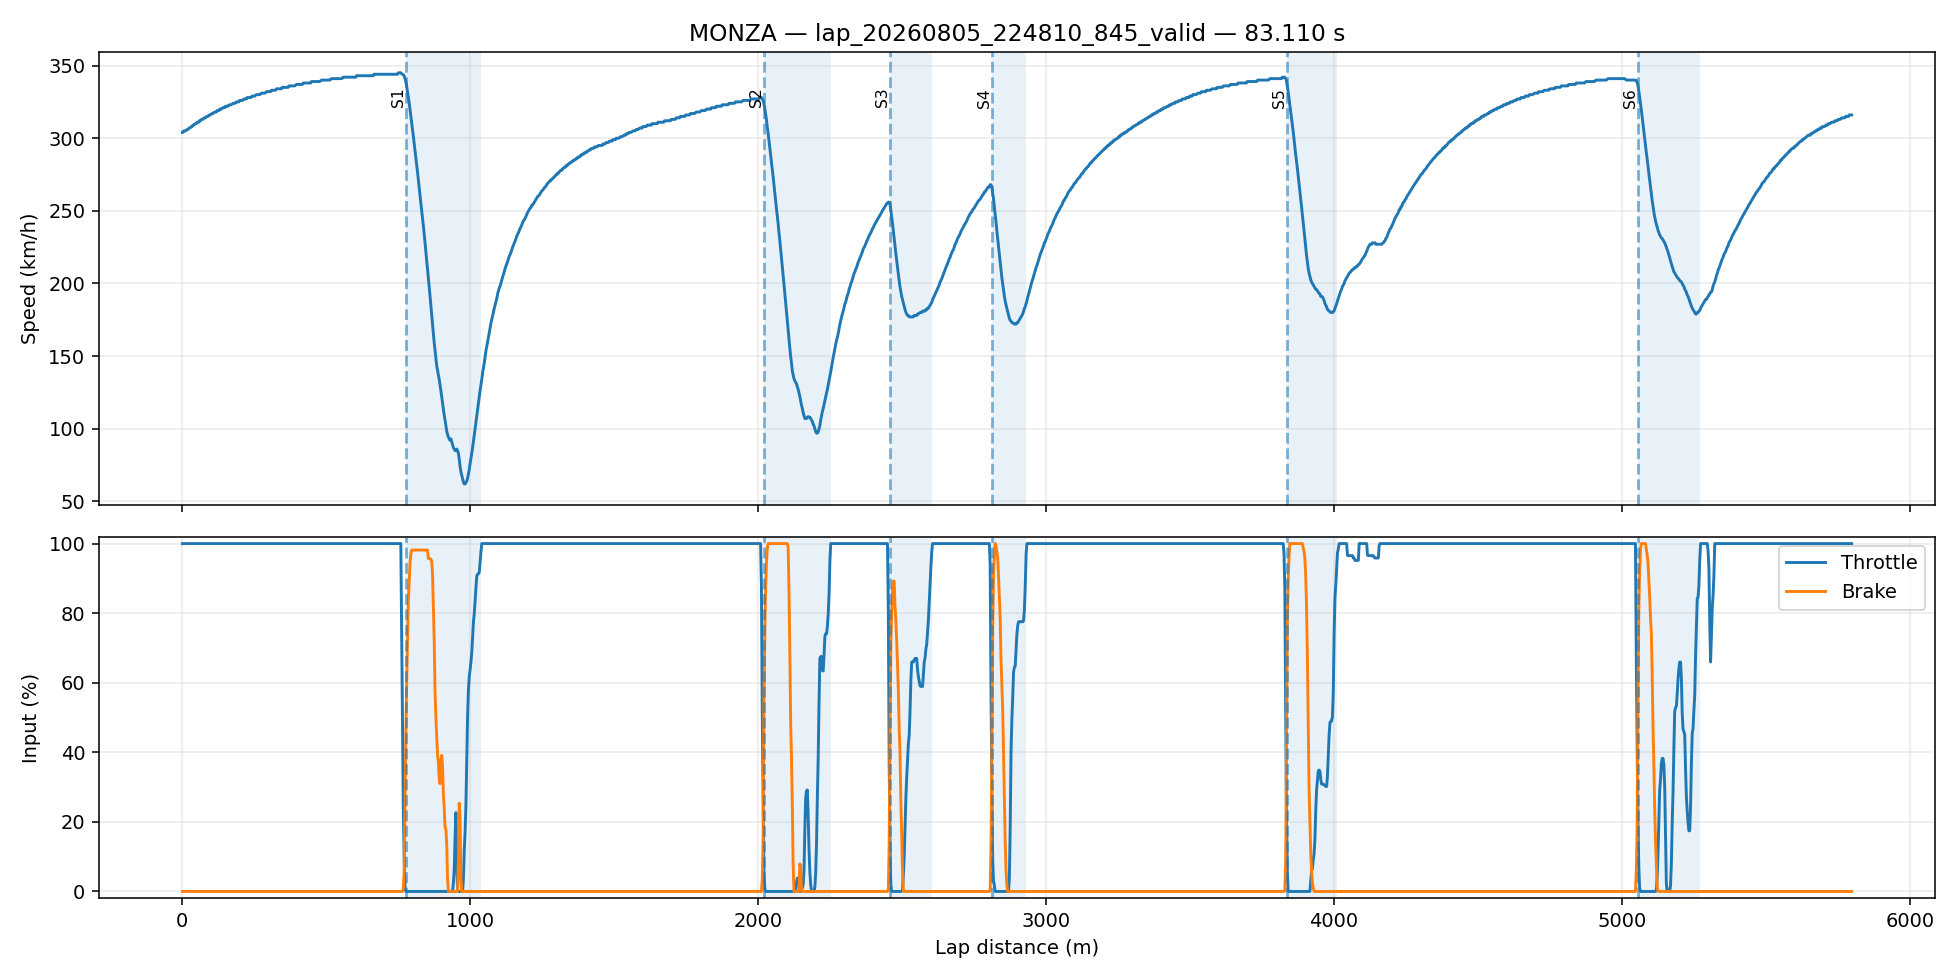 MONZA — lap_20260805_224810_845_valid — 83.110 s
350
300
250
200
150
100
50
Speed (km/h)
S1
S2
S3
S4
S5
S6
100
80
60
40
20
0
Input (%)
Throttle
Brake
0
1000
2000
3000
4000
5000
6000
Lap distance (m)